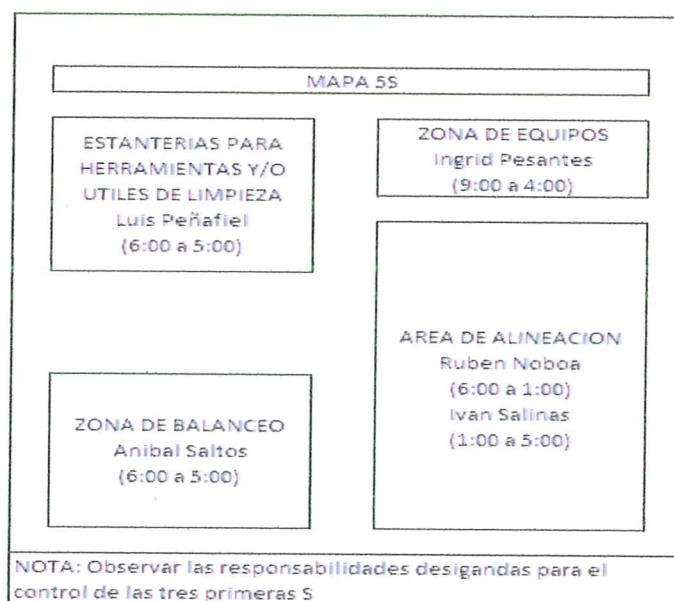 MAPA 5S
ESTANTERIAS PARA
HERRAMIENTAS Y/O
UTILES DE LIMPIEZA
Luis Peñafiel
(6:00 a 5:00)
ZONA DE EQUIPOS
Ingrid Pesantes
(9:00 a 4:00)
AREA DE ALINEACION
Ruben Noboa
(6:00 a 1:00)
Ivan Salinas
(1:00 a 5:00)
ZONA DE BALANCEO
Anibal Saltos
(6:00 a 5:00)
NOTA: Observar las responsabilidades desigandas para el
control de las tres primeras S